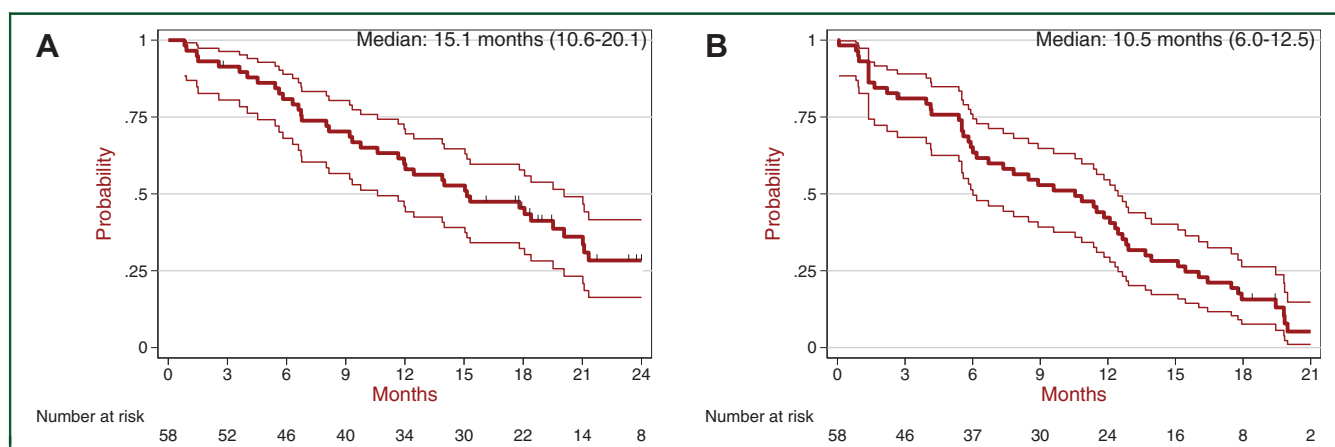 A
Median: 15.1 months (10.6-20.1)
1
.75
.5
.25
0
Probability
0 3 6 9 12 15 18 21 24
Months
Number at risk
58 52 46 40 34 30 22 14 8
B
Median: 10.5 months (6.0-12.5)
1
.75
.5
.25
0
Probability
0 3 6 9 12 15 18 21
Months
Number at risk
58 46 37 30 24 16 8 2